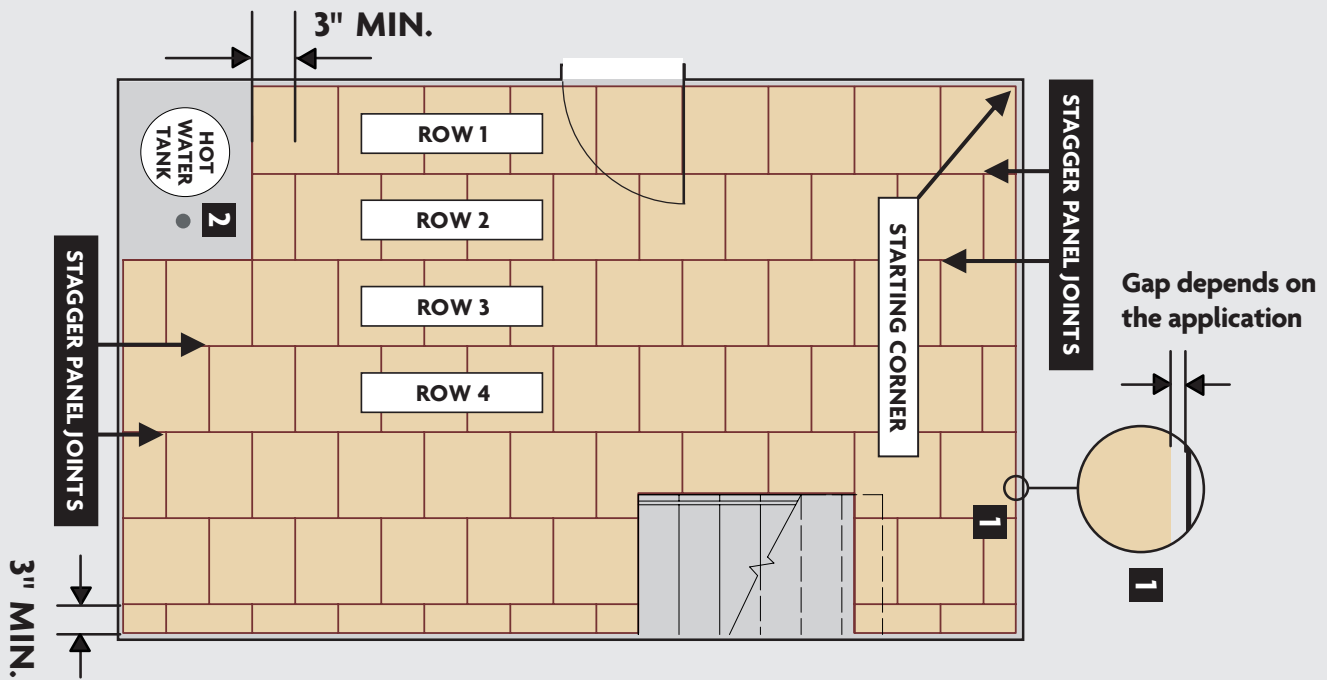 3" MIN.
ROW 1
HOT
WATER
TANK
2
ROW 2
ROW 3
ROW 4
STARTING CORNER
STAGGER PANEL JOINTS
STAGGER PANEL JOINTS
Gap depends on
the application
1
1
3" MIN.